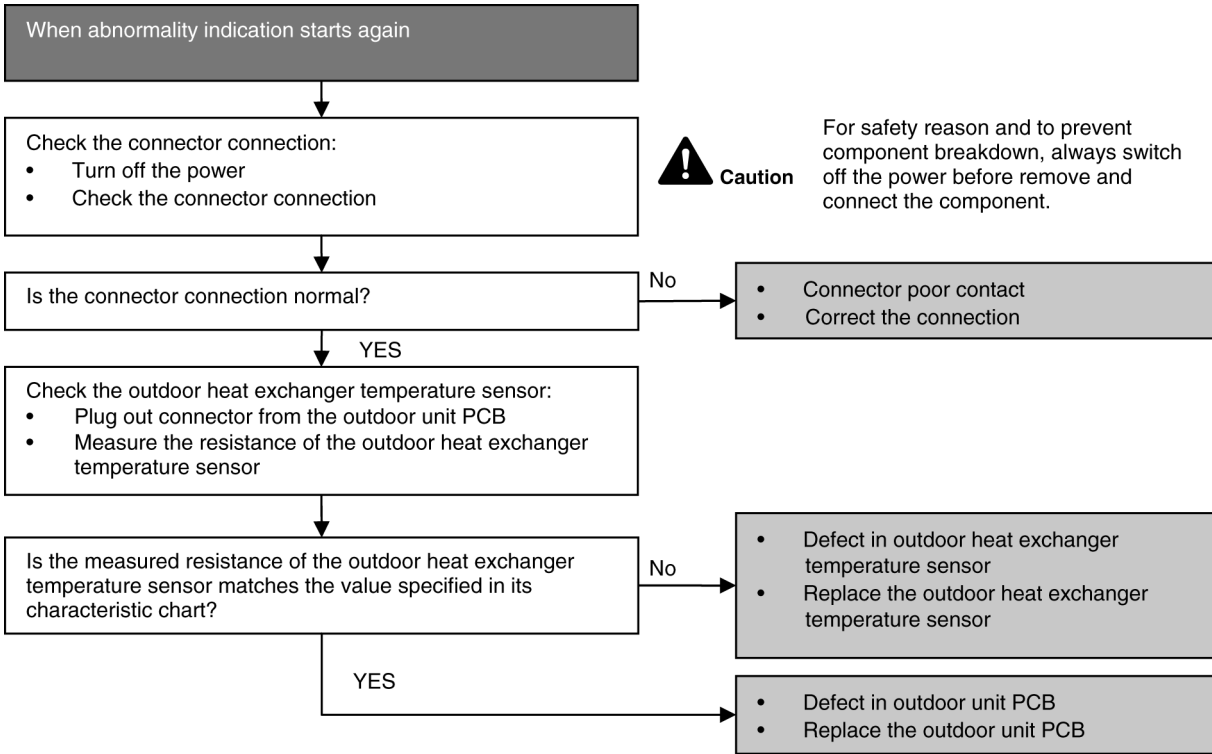 When abnormality indication starts again
Check the connector connection:
• Turn off the power
• Check the connector connection
Caution
For safety reason and to prevent
component breakdown, always switch
off the power before remove and
connect the component.
Is the connector connection normal?
No
• Connector poor contact
• Correct the connection
YES
Check the outdoor heat exchanger temperature sensor:
• Plug out connector from the outdoor unit PCB
• Measure the resistance of the outdoor heat exchanger
temperature sensor
Is the measured resistance of the outdoor heat exchanger
temperature sensor matches the value specified in its
characteristic chart?
No
• Defect in outdoor heat exchanger
temperature sensor
• Replace the outdoor heat exchanger
temperature sensor
YES
• Defect in outdoor unit PCB
• Replace the outdoor unit PCB